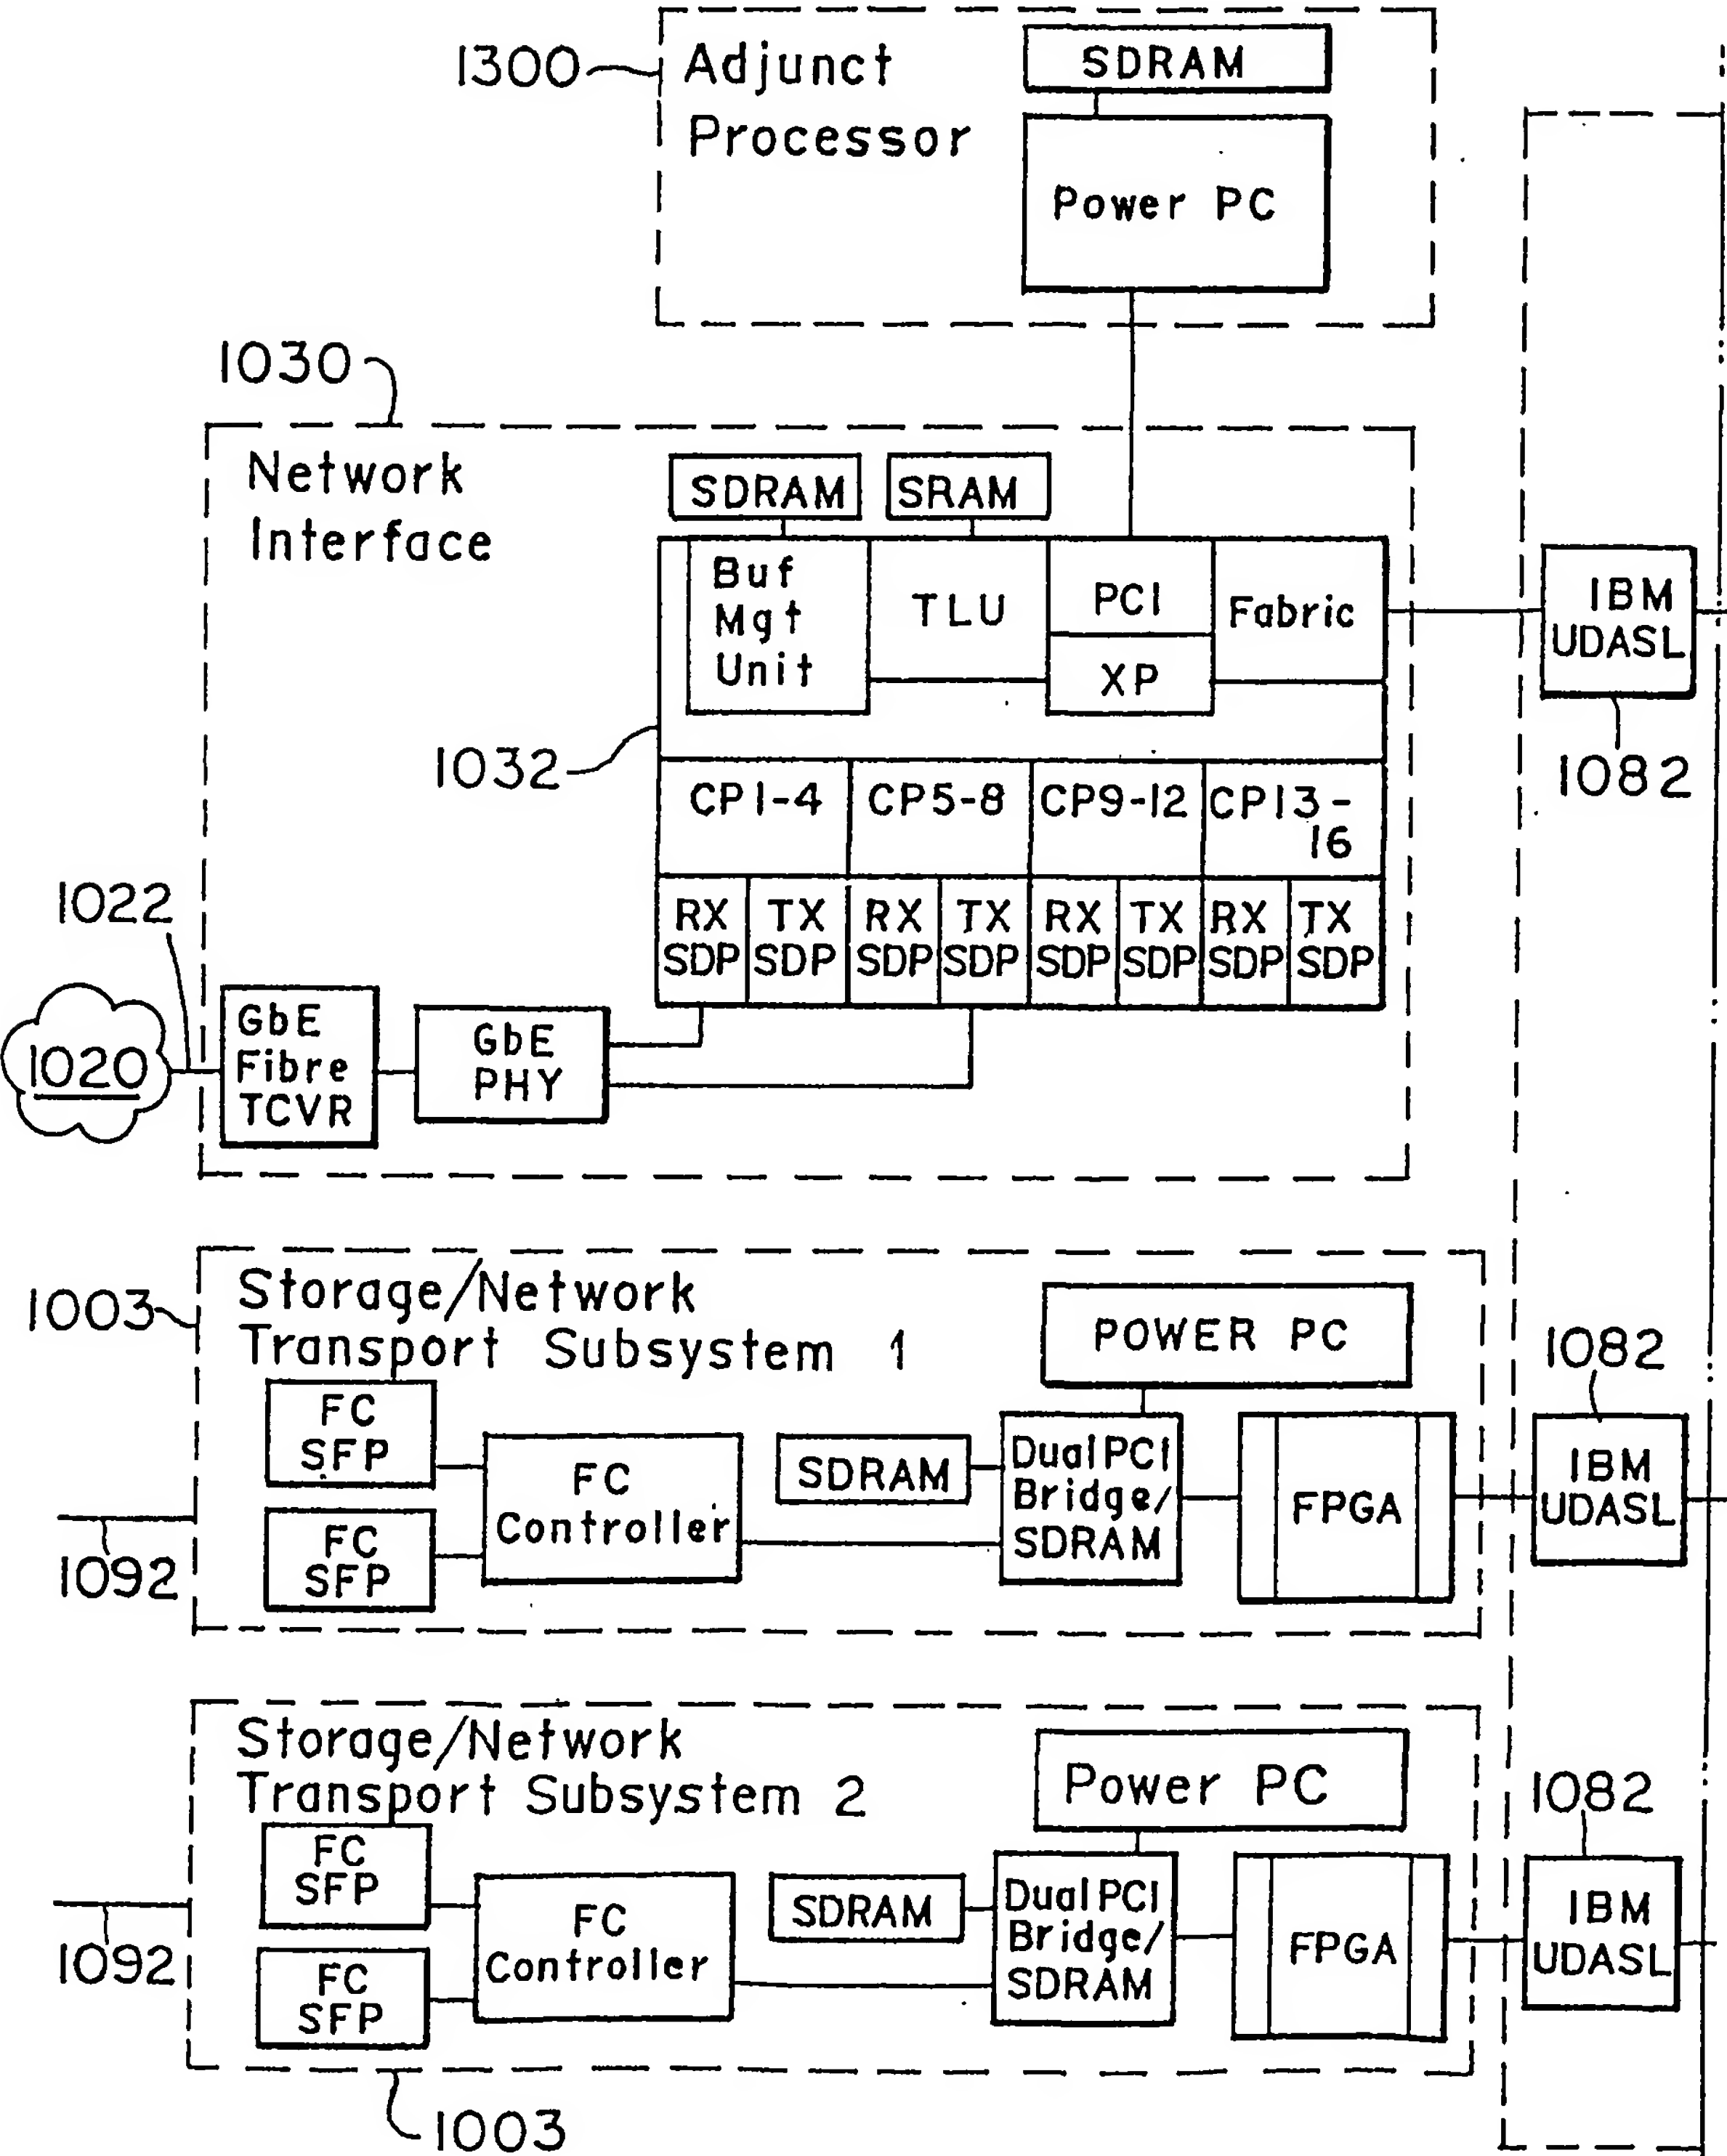 1300
Adjunct
Processor
SDRAM
Power PC
1030
Network
Interface
SDRAM
SRAM
Buf
Mgt
Unit
TLU
PCI
XP
Fabric
IBM
UDASL
1082
1032
CP1-4
CP5-8
CP9-12
CP13-
16
RX
SDP
TX
SDP
RX
SDP
TX
SDP
RX
SDP
TX
SDP
RX
SDP
TX
SDP
1022
1020
GbE
Fibre
TCVR
GbE
PHY
1003
Storage/Network
Transport Subsystem 1
POWER PC
1082
FC
SFP
FC
SFP
FC
Controller
SDRAM
Dual PCI
Bridge/
SDRAM
FPGA
IBM
UDASL
1092
Storage/Network
Transport Subsystem 2
Power PC
1082
FC
SFP
FC
SFP
FC
Controller
SDRAM
Dual PCI
Bridge/
SDRAM
FPGA
IBM
UDASL
1092
1003